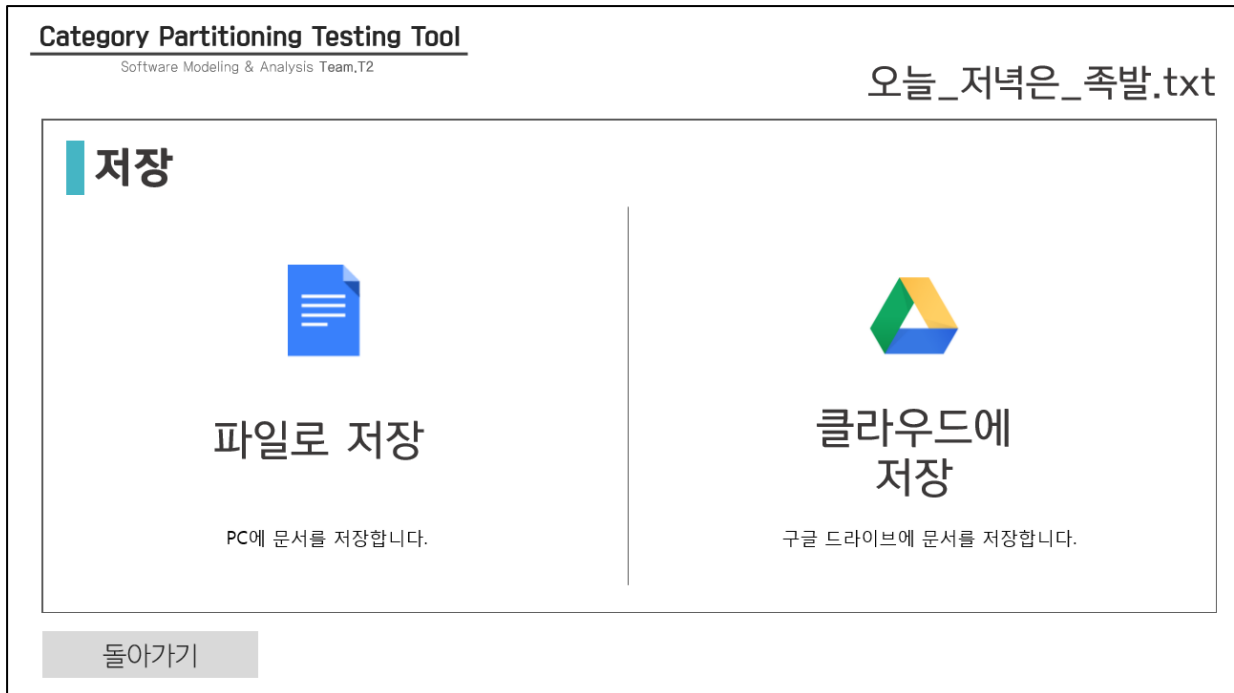 Category Partitioning Testing Tool
Software Modeling & Analysis Team,T2
오늘_저녁은_족발.txt
저장
파일로 저장
PC에 문서를 저장합니다.
클라우드에
저장
구글 드라이브에 문서를 저장합니다.
돌아가기